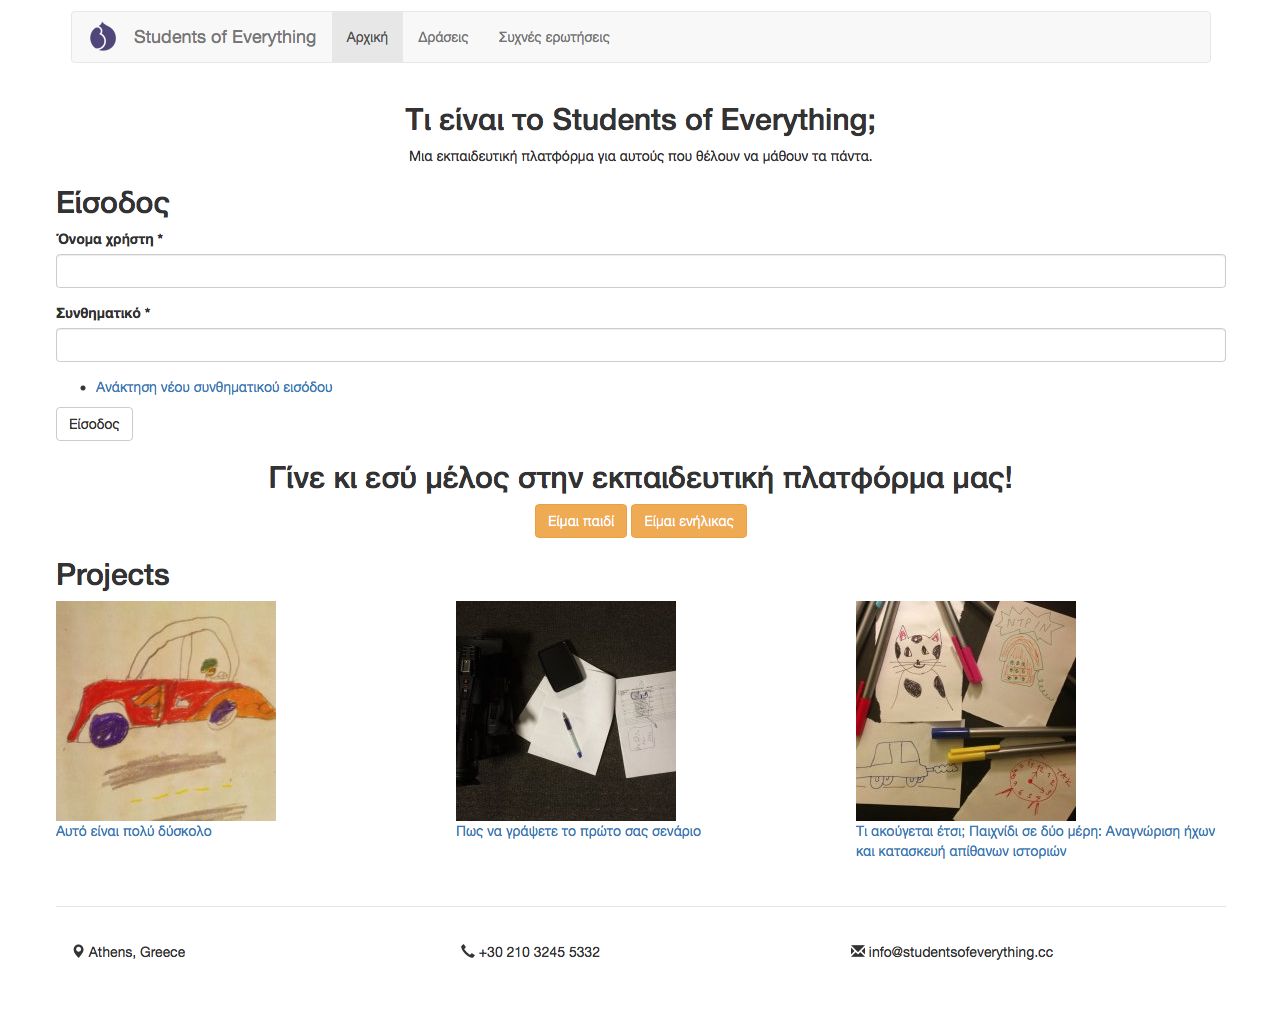 Students of Everything
Αρχική
Δράσεις
Συχνές ερωτήσεις
Τι είναι το Students of Everything;
Μια εκπαιδευτική πλατφόρμα για αυτούς που θέλουν να μάθουν τα πάντα.
Είσοδος
Όνομα χρήστη *
Συνθηματικό *
Ανάκτηση νέου συνθηματικού εισόδου
Είσοδος
Γίνε κι εσύ μέλος στην εκπαιδευτική πλατφόρμα μας!
Είμαι παιδί
Είμαι ενήλικας
Projects
NTPIN
Αυτό είναι πολύ δύσκολο
Πως να γράψετε το πρώτο σας σενάριο
Τι ακούγεται έτσι; Παιχνίδι σε δύο μέρη: Αναγνώριση ήχων
και κατασκευή απίθανων ιστοριών
Athens, Greece
+30 210 3245 5332
info@studentsofeverything.cc